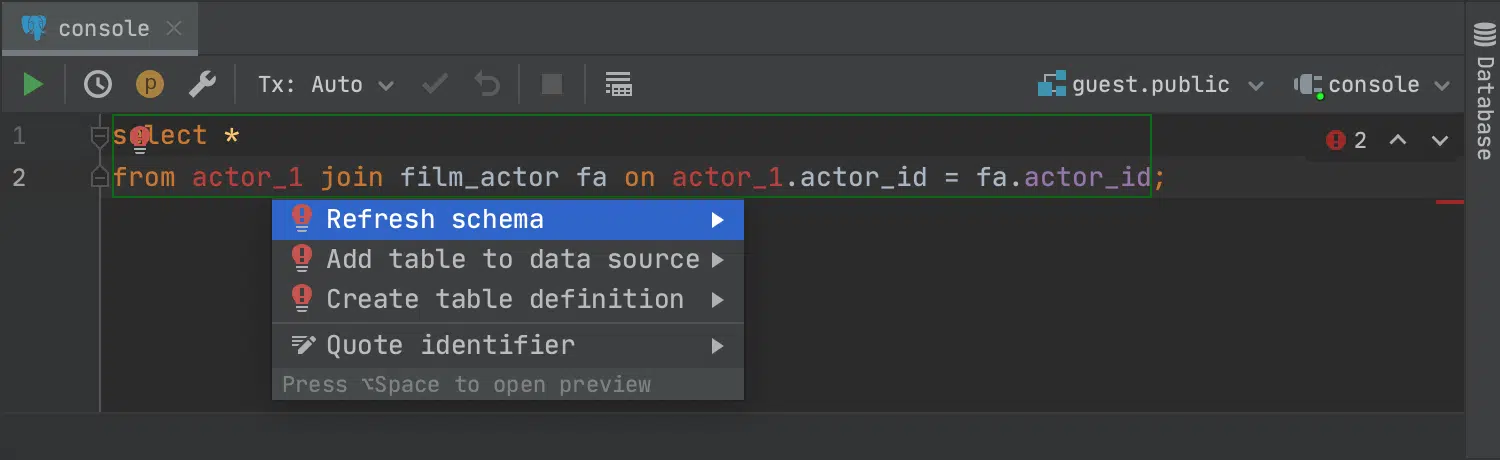 console
p
Tx: Auto
guest.public
console
Database
1
select *
2
2
from actor_1 join film_actor fa on actor_1.actor_id = fa.actor_id;
Refresh schema
Add table to data source
Create table definition
Quote identifier
Press ⌥Space to open preview